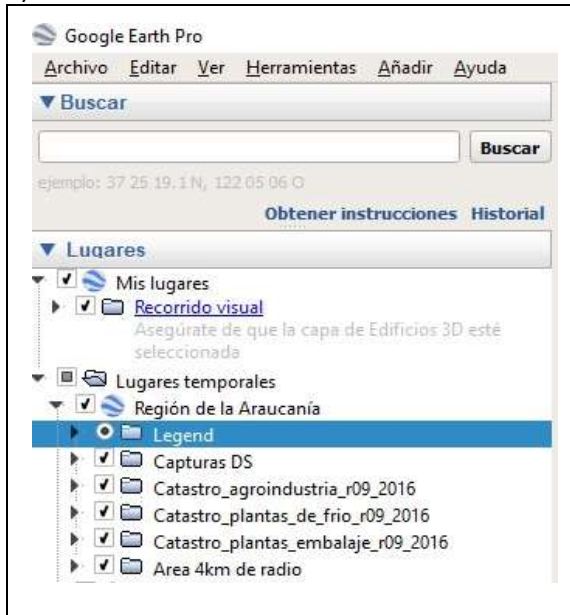 Google Earth Pro
Archivo Editar Ver Herramientas Añadir Ayuda
Buscar
Buscar
ejemplo: 37 25 19.1 N, 122 05 06 O
Obtener instrucciones Historial
Lugares
Mis lugares
Recorrido visual
Asegúrate de que la capa de Edificios 3D esté
seleccionada
Lugares temporales
Región de la Araucanía
Legend
Capturas DS
Catastro_agroindustria_r09_2016
Catastro_plantas_de_frio_r09_2016
Catastro_plantas_embalaje_r09_2016
Area 4km de radio